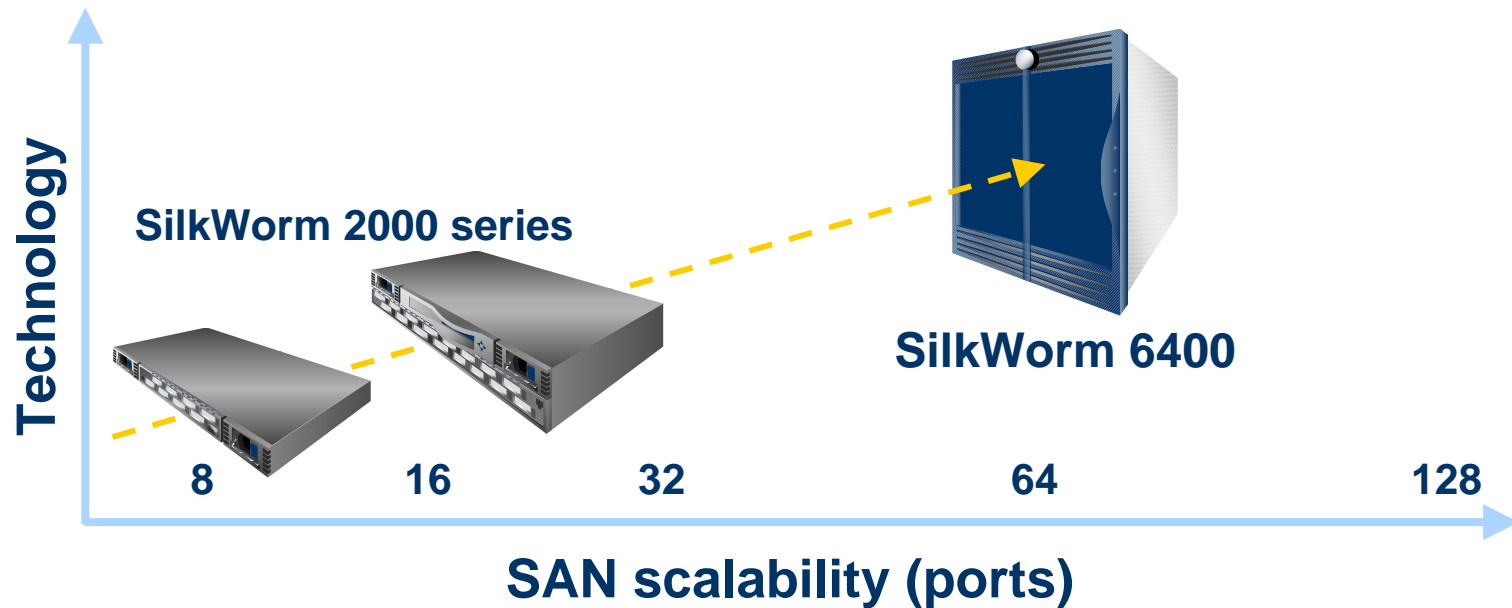 Technology
SilkWorm 2000 series
SilkWorm 6400
8 16 32 64 128
SAN scalability (ports)